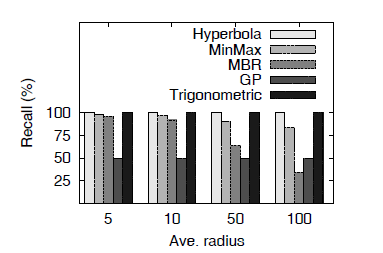 Hyperbola
MinMax
MBR
GP
Trigonometric
Recall (%)
100
75
50
25
5 10 50 100
Ave. radius